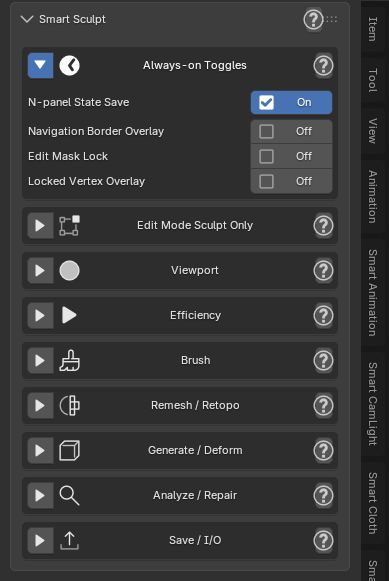 Smart Sculpt
Always-on Toggles
N-panel State Save On
Navigation Border Overlay Off
Edit Mask Lock Off
Locked Vertex Overlay Off
Edit Mode Sculpt Only
Viewport
Efficiency
Brush
Remesh / Retopo
Generate / Deform
Analyze / Repair
Save / I/O
Item
Tool
View
Animation
Smart Animation
Smart CamLight
Smart Cloth